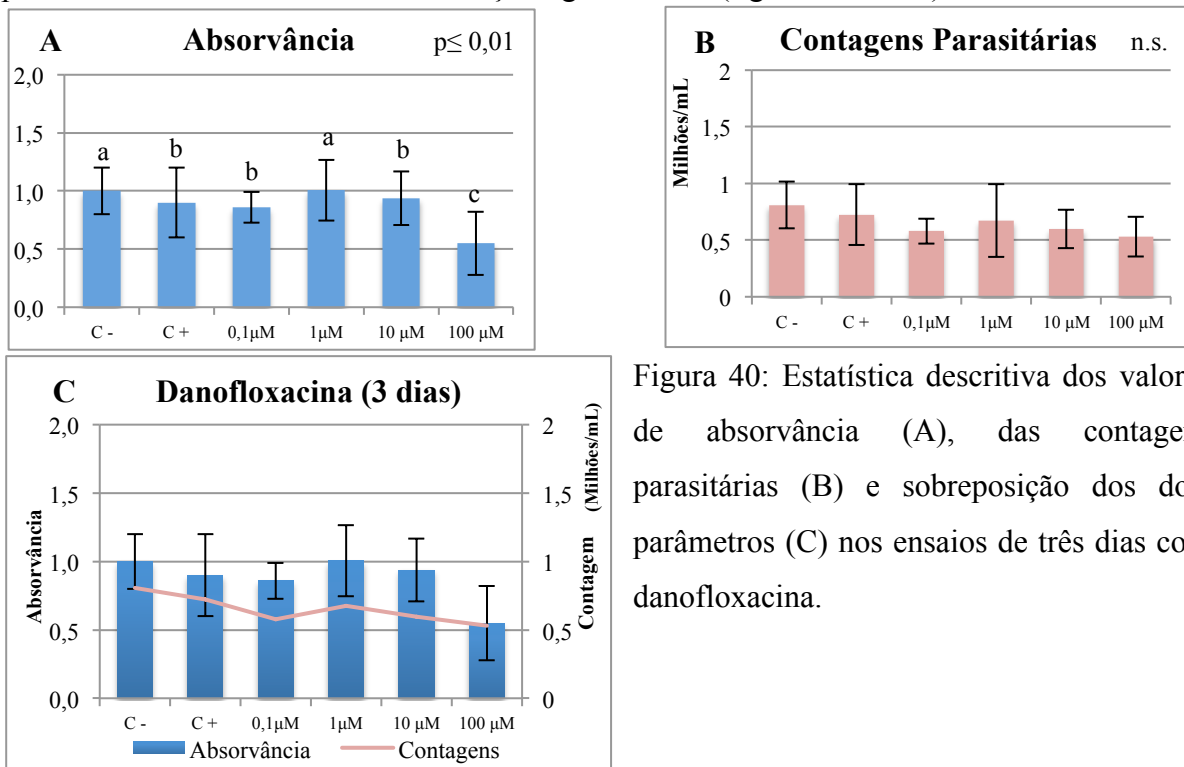 A Absorvância p≤ 0,01
2,0
1,5
1,0
0,5
0,0
a b b a b c
C - C + 0,1µM 1µM 10 µM 100 µM
B Contagens Parasitárias n.s.
Milhões/mL
2
1,5
1
0,5
0
C - C + 0,1µM 1µM 10 µM 100 µM
C Danofloxacina (3 dias)
Absorvância
2,0
1,5
1,0
0,5
0,0
2
1,5
1
0,5
0
Contagem (Milhões/mL)
C - C + 0,1µM 1µM 10 µM 100 µM
Absorvância Contagens
Figura 40: Estatística descritiva dos valor
de absorvância (A), das
parasitárias (B) e sobreposição dos
parâmetros (C) nos ensaios de três dias
danofloxacina.